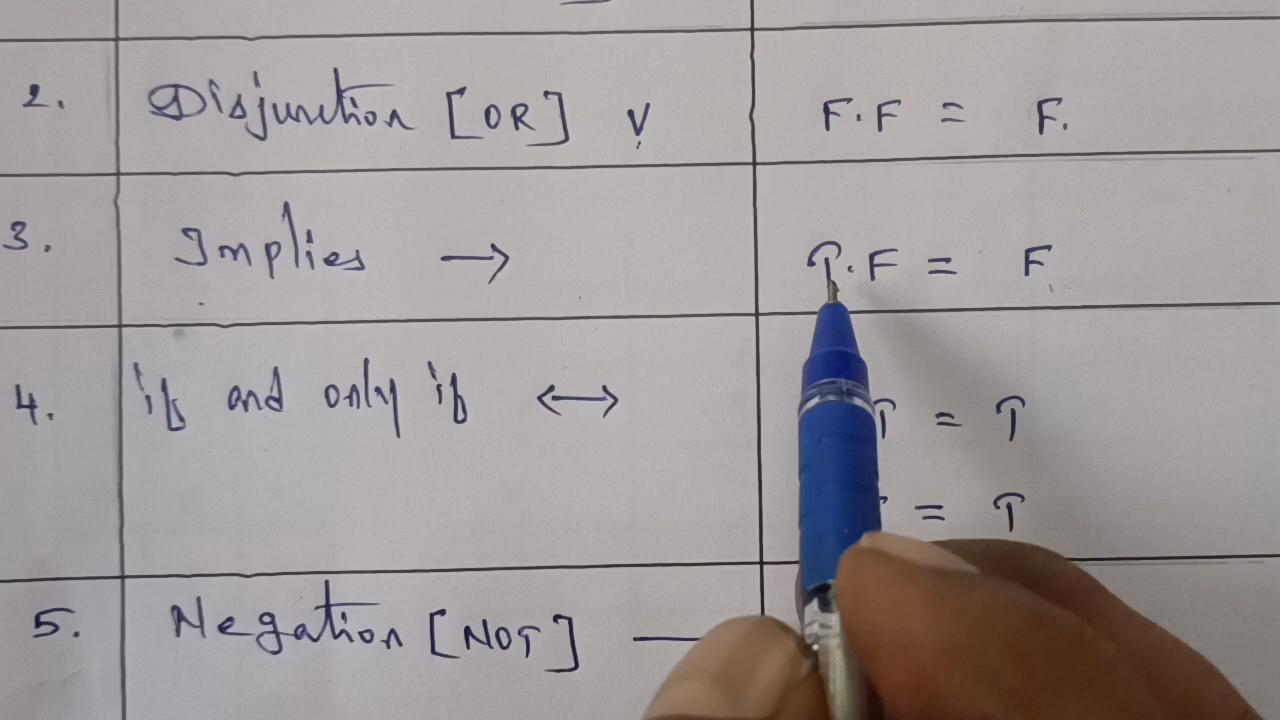 2. Disjunction [OR] V F.F = F.
3. Implies → T.F = F
4. if and only if ↔ T = T
= T
5. Negation [NOT] —